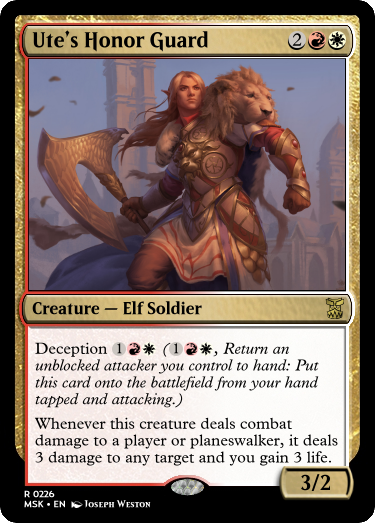 Ute's Honor Guard 2
Creature — Elf Soldier
Deception 1 (1, Return an
unblocked attacker you control to hand: Put
this card onto the battlefield from your hand
tapped and attacking.)
Whenever this creature deals combat
damage to a player or planeswalker, it deals
3 damage to any target and you gain 3 life.
3/2
R 0226
MSK • EN Joseph Weston